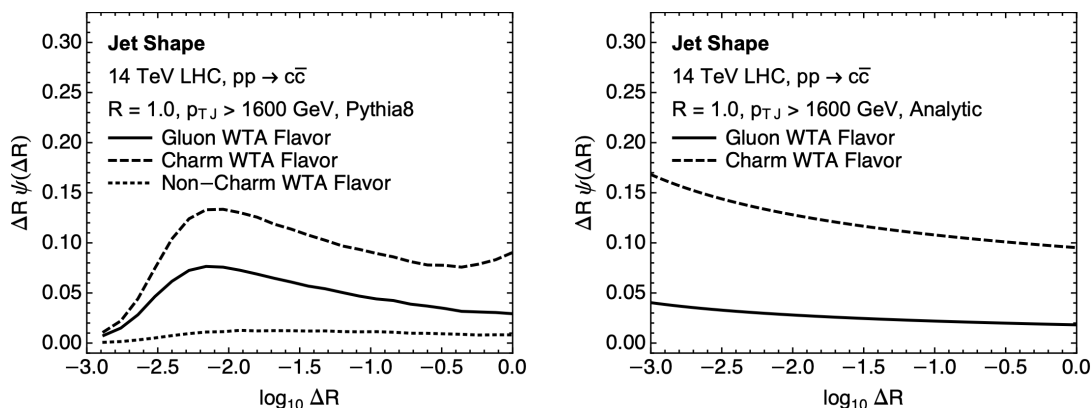 Jet Shape
14 TeV LHC, pp → cc̄
R = 1.0, pTJ > 1600 GeV, Pythia8
Gluon WTA Flavor
Charm WTA Flavor
Non−Charm WTA Flavor
ΔR ψ(ΔR)
0.30
0.25
0.20
0.15
0.10
0.05
0.00
−3.0 −2.5 −2.0 −1.5 −1.0 −0.5 0.0
log10 ΔR
Jet Shape
14 TeV LHC, pp → cc̄
R = 1.0, pTJ > 1600 GeV, Analytic
Gluon WTA Flavor
Charm WTA Flavor
ΔR ψ(ΔR)
0.30
0.25
0.20
0.15
0.10
0.05
0.00
−3.0 −2.5 −2.0 −1.5 −1.0 −0.5 0.0
log10 ΔR